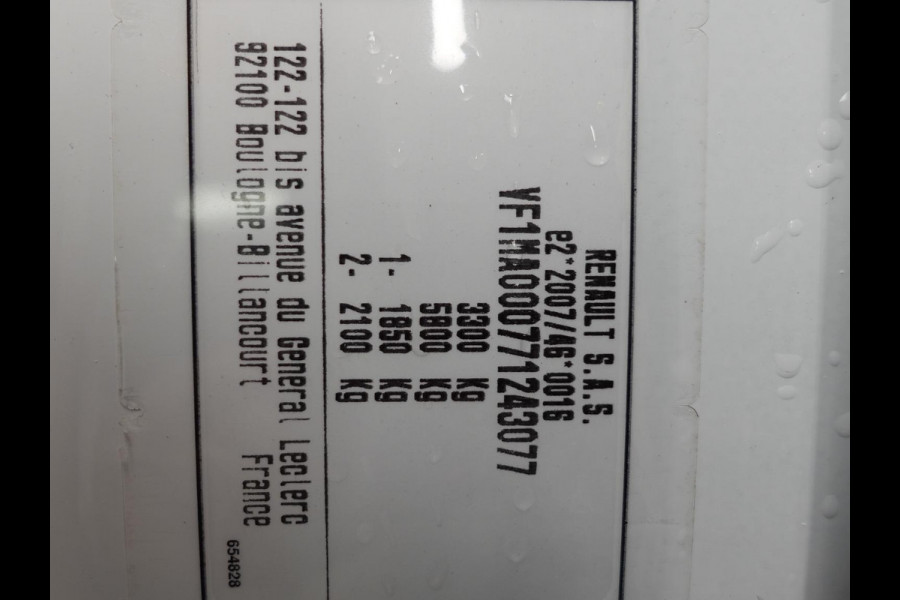 RENAULT S.A.S.
e2*2007/46*0016
VF1MA000771243077
3300 Kg
5800 Kg
1- 1850 Kg
2- 2100 Kg
122-122 bis avenue du General Leclerc
92100 Boulogne-Billancourt France
654828